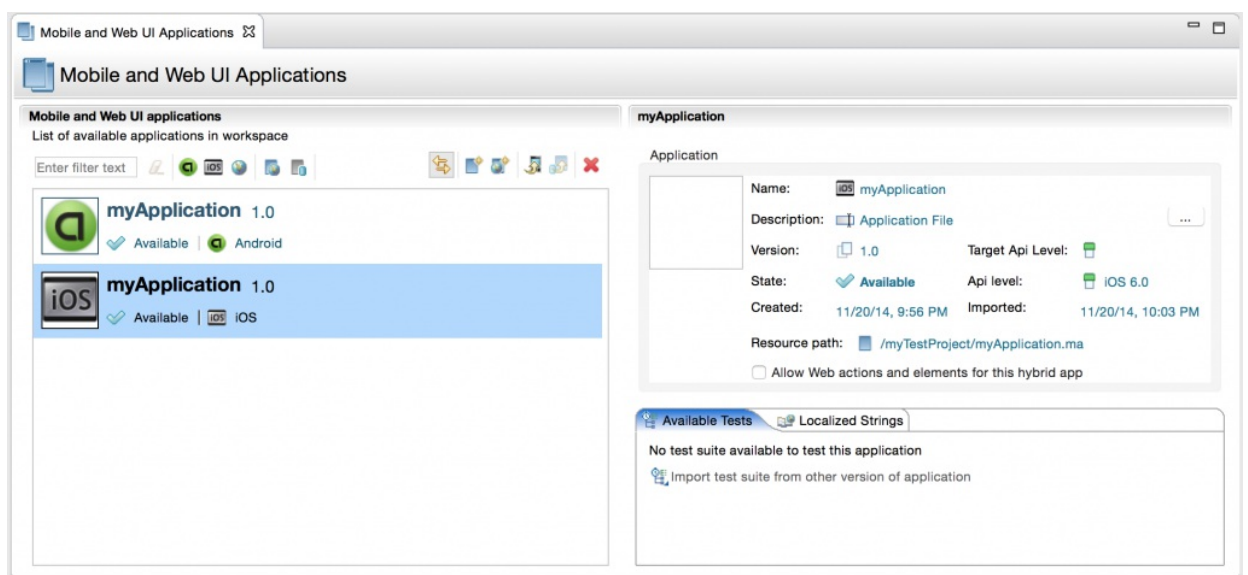 Mobile and Web UI Applications
Mobile and Web UI Applications
Mobile and Web UI applications
List of available applications in workspace
Enter filter text
iOS
myApplication 1.0
Available | Android
iOS
myApplication 1.0
Available | iOS iOS
myApplication
Application
Name: iOS myApplication
Description: Application File ...
Version: 1.0 Target Api Level:
State: Available Api level: iOS 6.0
Created: 11/20/14, 9:56 PM Imported: 11/20/14, 10:03 PM
Resource path: /myTestProject/myApplication.ma
Allow Web actions and elements for this hybrid app
Available Tests Localized Strings
No test suite available to test this application
Import test suite from other version of application